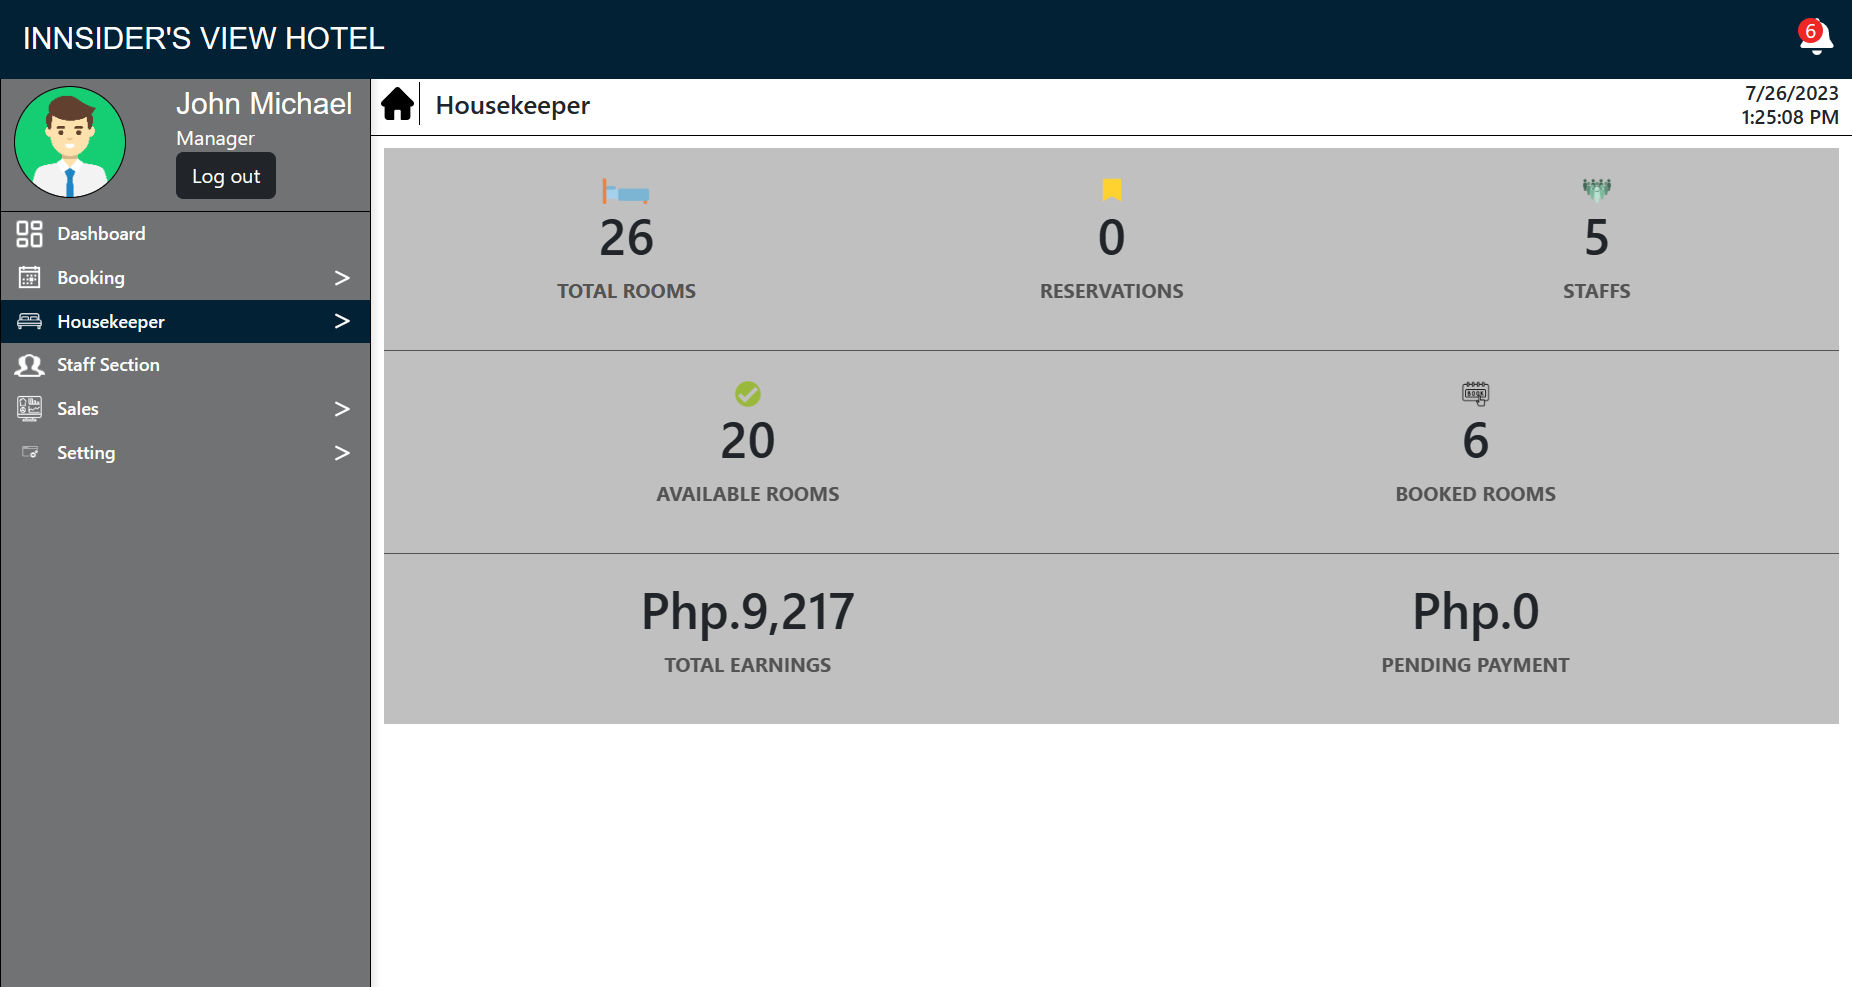 INNSIDER'S VIEW HOTEL
6
John Michael
Manager
Log out
Dashboard
Booking >
Housekeeper >
Staff Section
Sales >
Setting >
Housekeeper
7/26/2023
1:25:08 PM
26
TOTAL ROOMS
0
RESERVATIONS
5
STAFFS
20
AVAILABLE ROOMS
BOOK
6
BOOKED ROOMS
Php.9,217
TOTAL EARNINGS
Php.0
PENDING PAYMENT